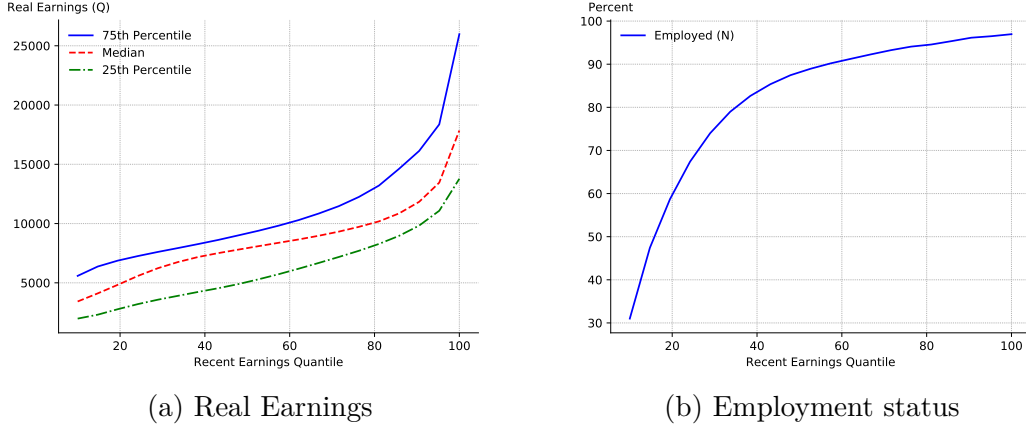 Real Earnings (Q)
75th Percentile
Median
25th Percentile
25000
20000
15000
10000
5000
20 40 60 80 100
Recent Earnings Quantile
(a) Real Earnings
Percent
Employed (N)
100
90
80
70
60
50
40
30
20 40 60 80 100
Recent Earnings Quantile
(b) Employment status